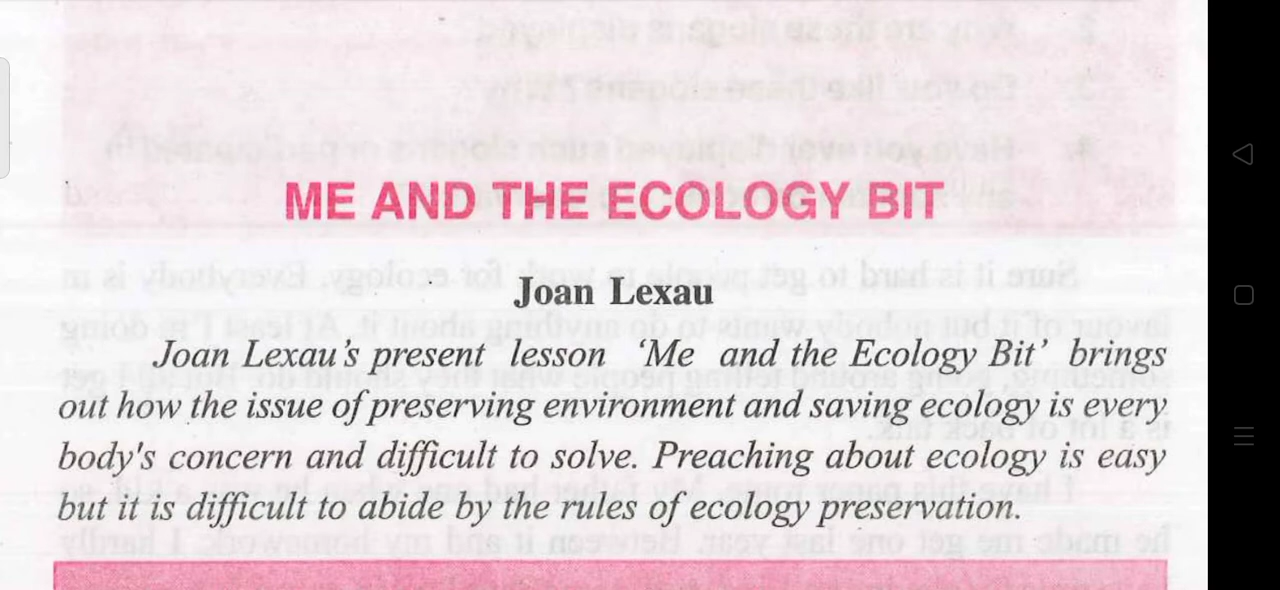 ME AND THE ECOLOGY BIT
Joan Lexau
Joan Lexau's present lesson 'Me and the Ecology Bit' brings
out how the issue of preserving environment and saving ecology is every
body's concern and difficult to solve. Preaching about ecology is easy
but it is difficult to abide by the rules of ecology preservation.